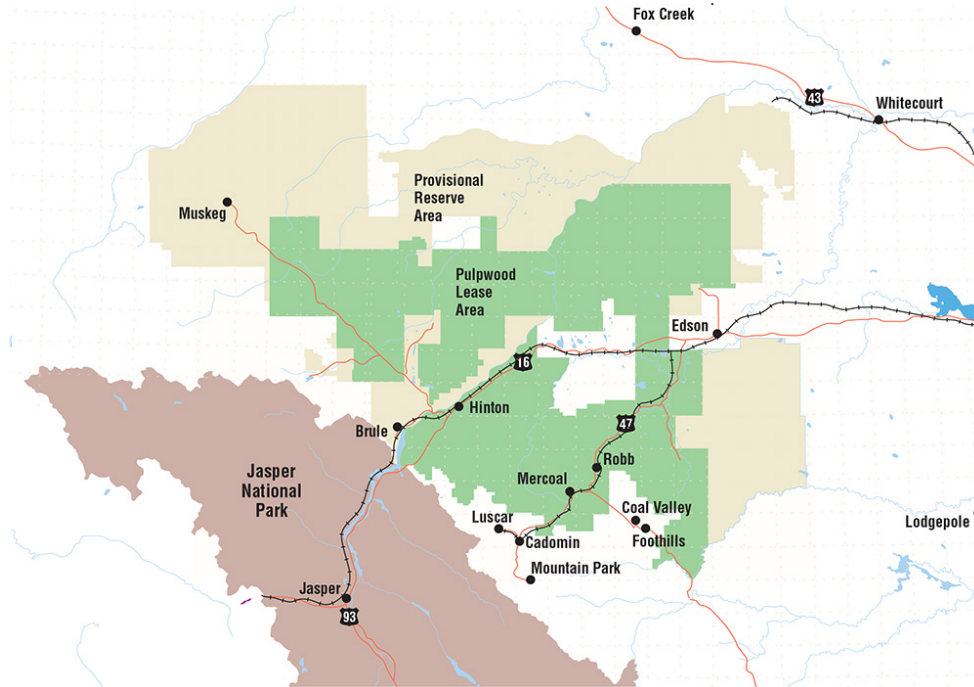 Fox Creek
43
Whitecourt
Provisional
Reserve
Area
Muskeg
Pulpwood
Lease
Area
Edson
16
Hinton
Brule
47
Robb
Jasper
National
Park
Mercoal
Luscar
Coal Valley
Lodgepole
Cadomin
Foothills
Mountain Park
Jasper
93